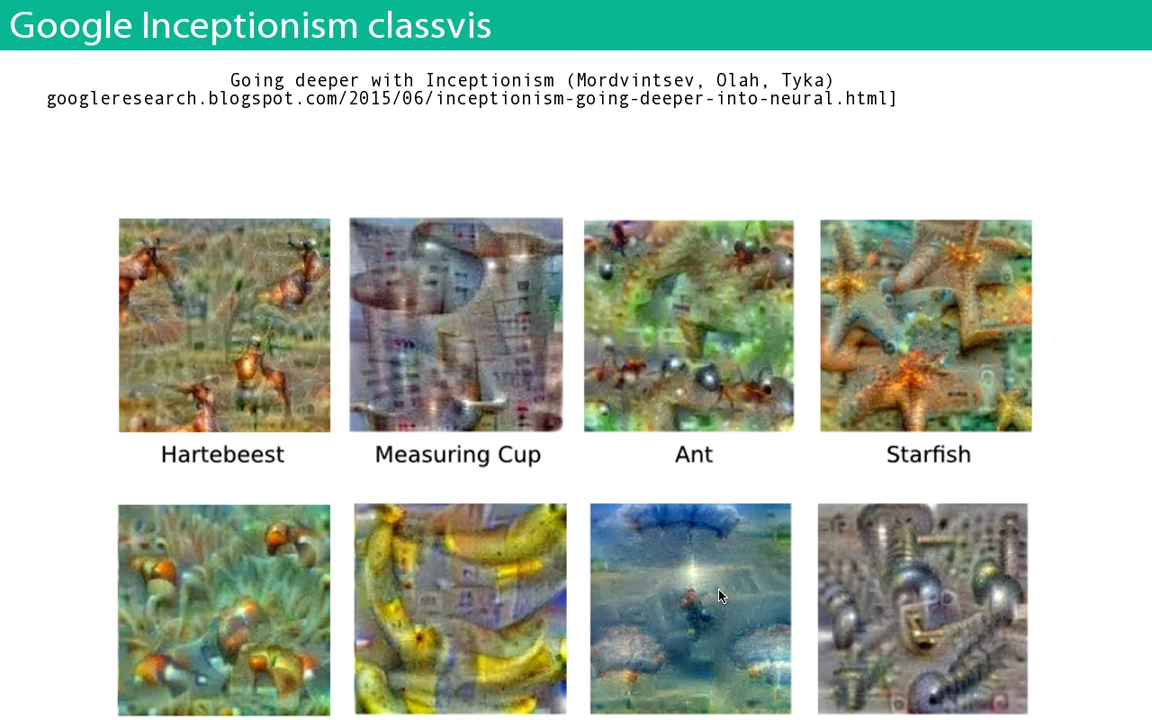 Google Inceptionism classvis
Going deeper with Inceptionism (Mordvintsev, Olah, Tyka)
googleresearch.blogspot.com/2015/06/inceptionism-going-deeper-into-neural.html]
Hartebeest
Measuring Cup
Ant
Starfish